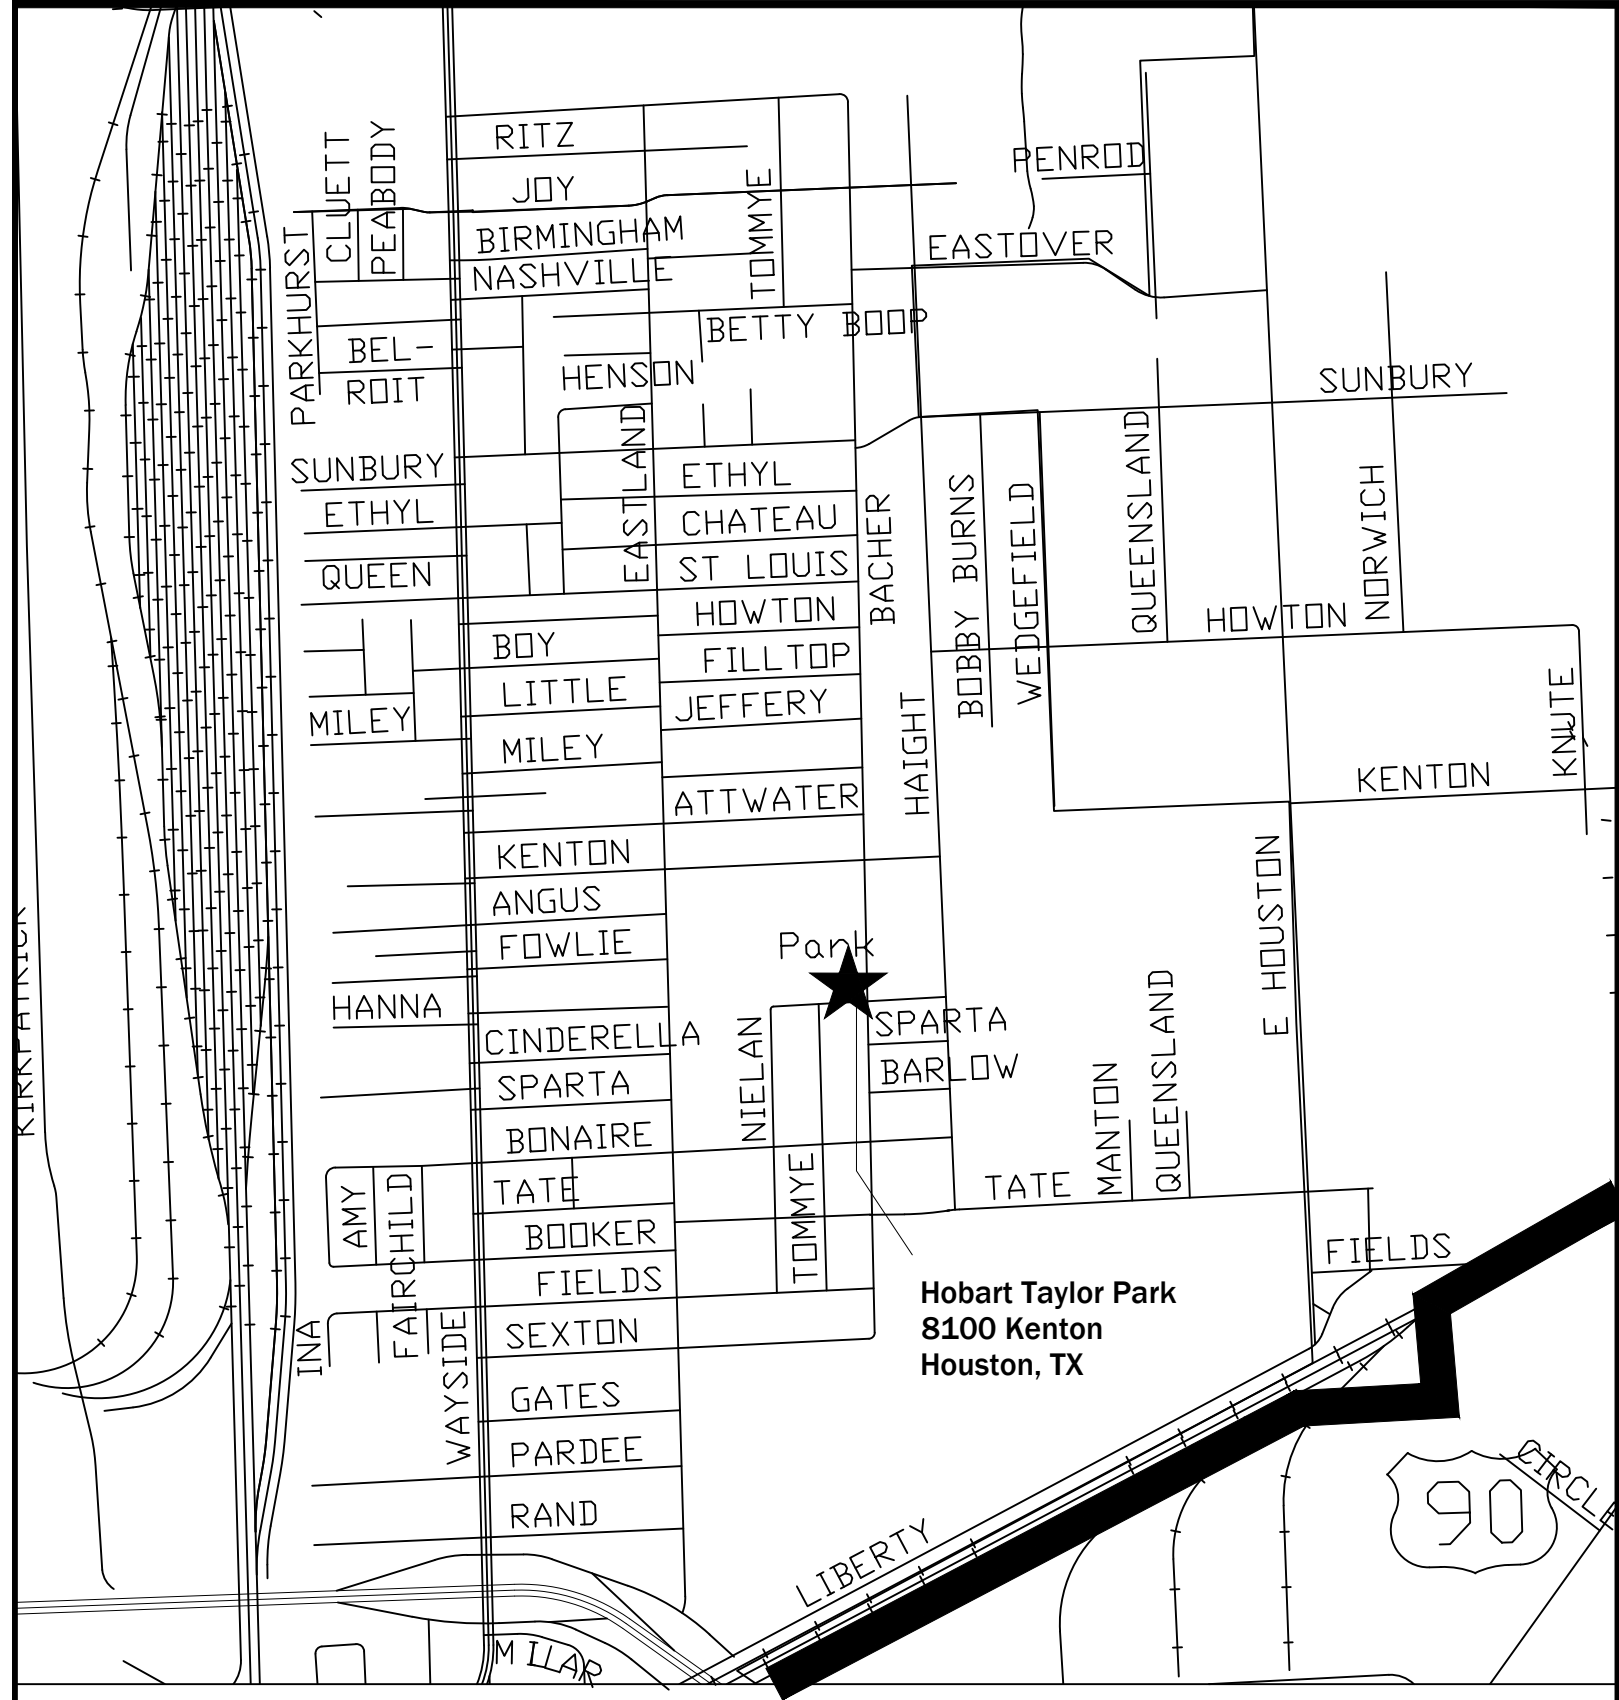 RITZ
JOY
PENROD
CLUETT
PEABODY
TOMMYE
BIRMINGHAM
EASTOVER
NASHVILLE
PARKHURST
BETTY BOOP
BEL-
ROIT
HENSON
SUNBURY
SUNBURY
ETHYL
EASTLAND
ETHYL
CHATEAU
BACHER
BOBBY BURNS
WEDGEFIELD
QUEENSLAND
NORWICH
QUEEN
ST LOUIS
HOWTON
HOWTON
BOY
FILLTOP
LITTLE
JEFFERY
MILEY
MILEY
HAIGHT
KNUTE
KENTON
ATTWATER
KENTON
E HOUSTON
ANGUS
FOWLIE
Park
HANNA
KIRKPATRICK
CINDERELLA
NIELAN
SPARTA
SPARTA
BARLOW
MANTON
QUEENSLAND
BONAIRE
TATE
TATE
AMY
FAIRCHILD
BOOKER
TOMMYE
FIELDS
FIELDS
Hobart Taylor Park
8100 Kenton
Houston, TX
INA
WAYSIDE
SEXTON
GATES
PARDEE
RAND
LIBERTY
90
CIRCLE
MILLAR